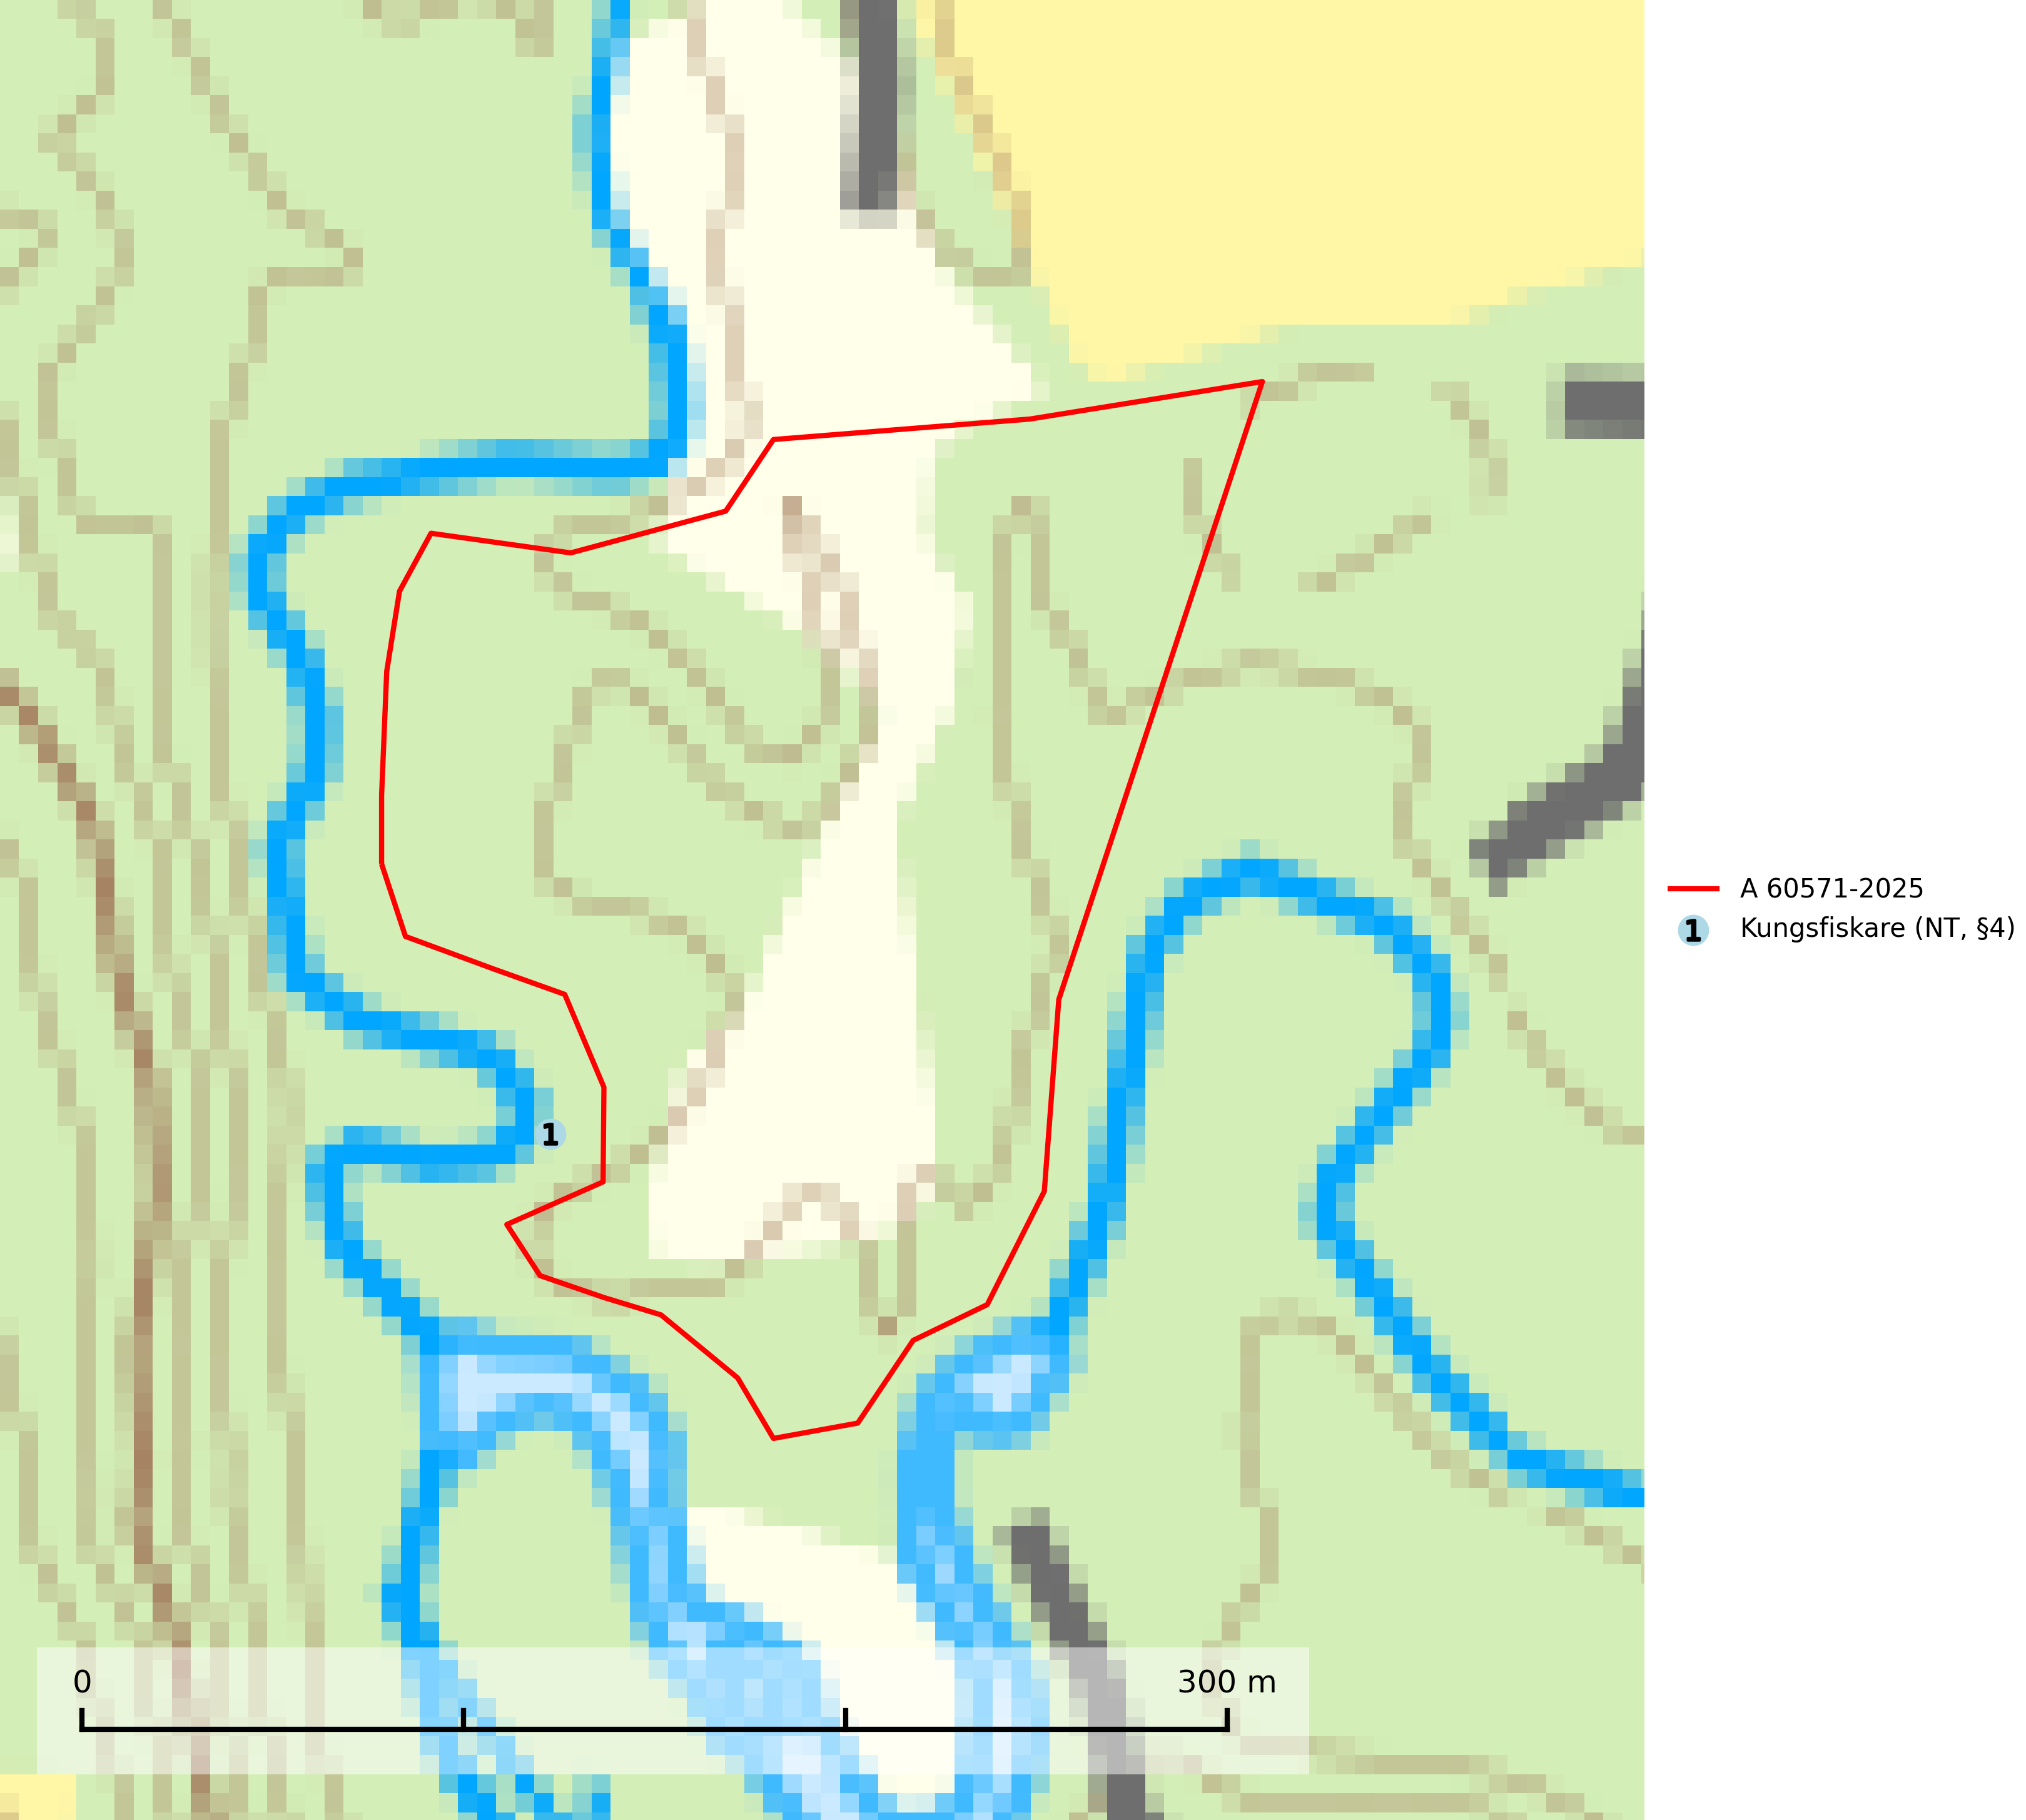 A 60571-2025
1 Kungsfiskare (NT, §4)
1
0 300 m